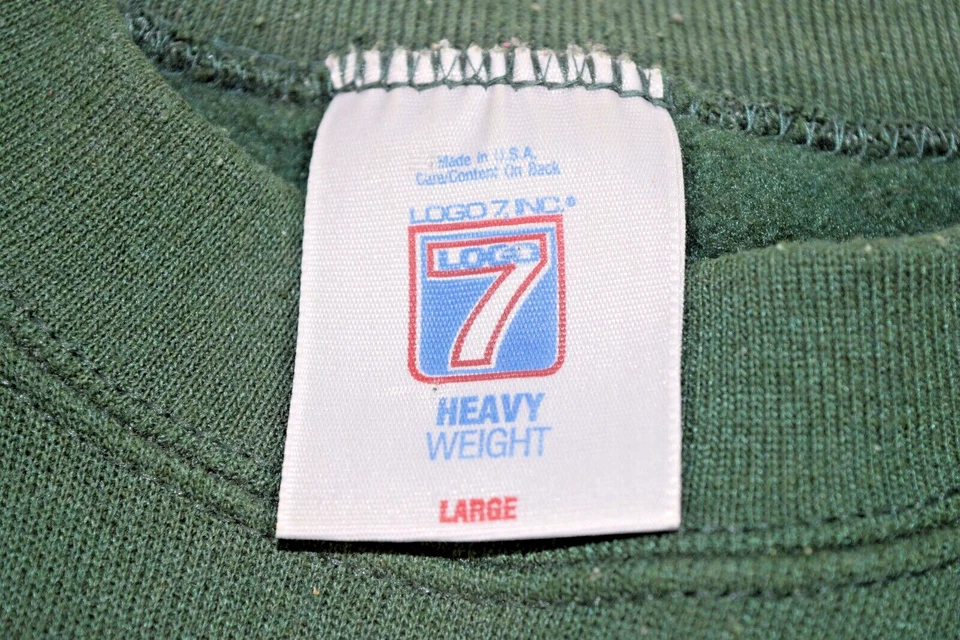 Made in U.S.A.
Care/Content On Back
LOGO 7, INC.®
LOGO
7
HEAVY
WEIGHT
LARGE